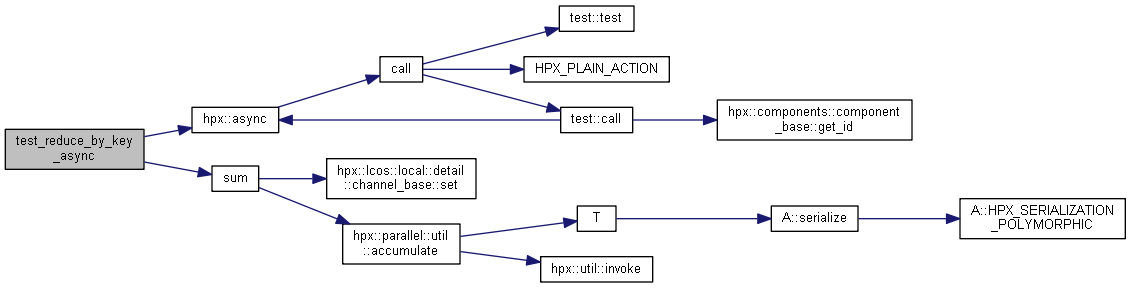 test::test
call
HPX_PLAIN_ACTION
hpx::async
test::call
hpx::components::component
_base::get_id
test_reduce_by_key
_async
sum
hpx::lcos::local::detail
::channel_base::set
hpx::parallel::util
::accumulate
T
A::serialize
A::HPX_SERIALIZATION
_POLYMORPHIC
hpx::util::invoke